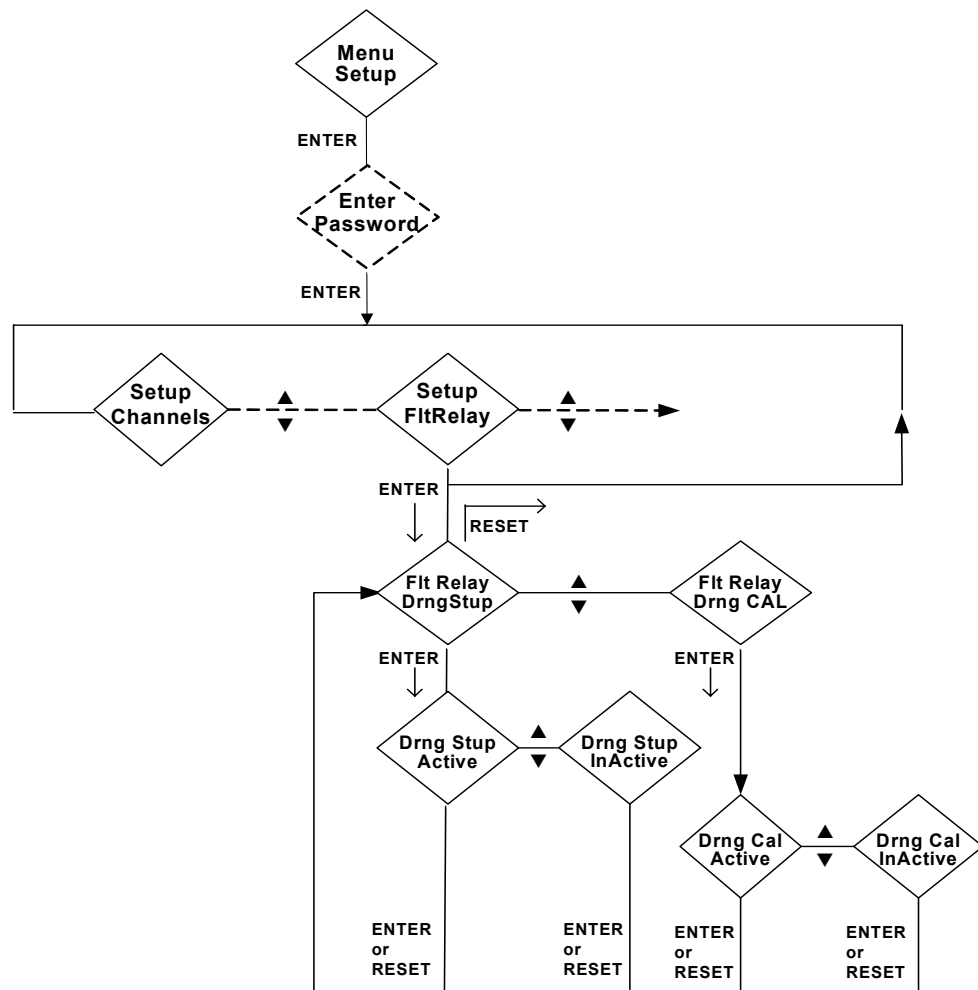 Menu
Setup
ENTER
Enter
Password
ENTER
Setup
Channels
Setup
FltRelay
ENTER
RESET
Flt Relay
DrngStup
Flt Relay
Drng CAL
ENTER
ENTER
Drng Stup
Active
Drng Stup
InActive
Drng Cal
Active
Drng Cal
InActive
ENTER
or
RESET
ENTER
or
RESET
ENTER
or
RESET
ENTER
or
RESET